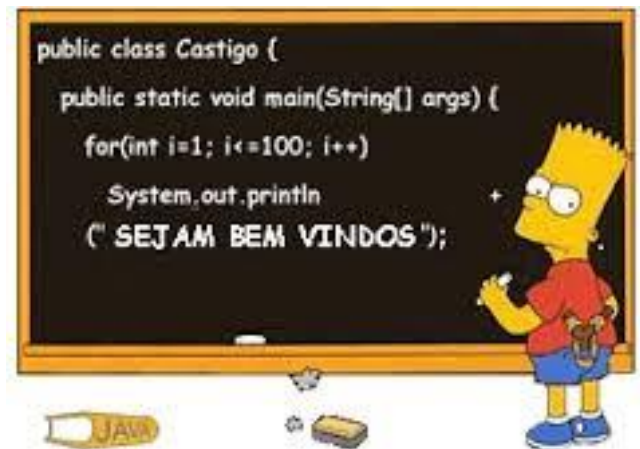 public class Castigo {
public static void main(String[] args) {
for(int i=1; i<=100; i++)
System.out.println +
(" SEJAM BEM VINDOS");
JAVA